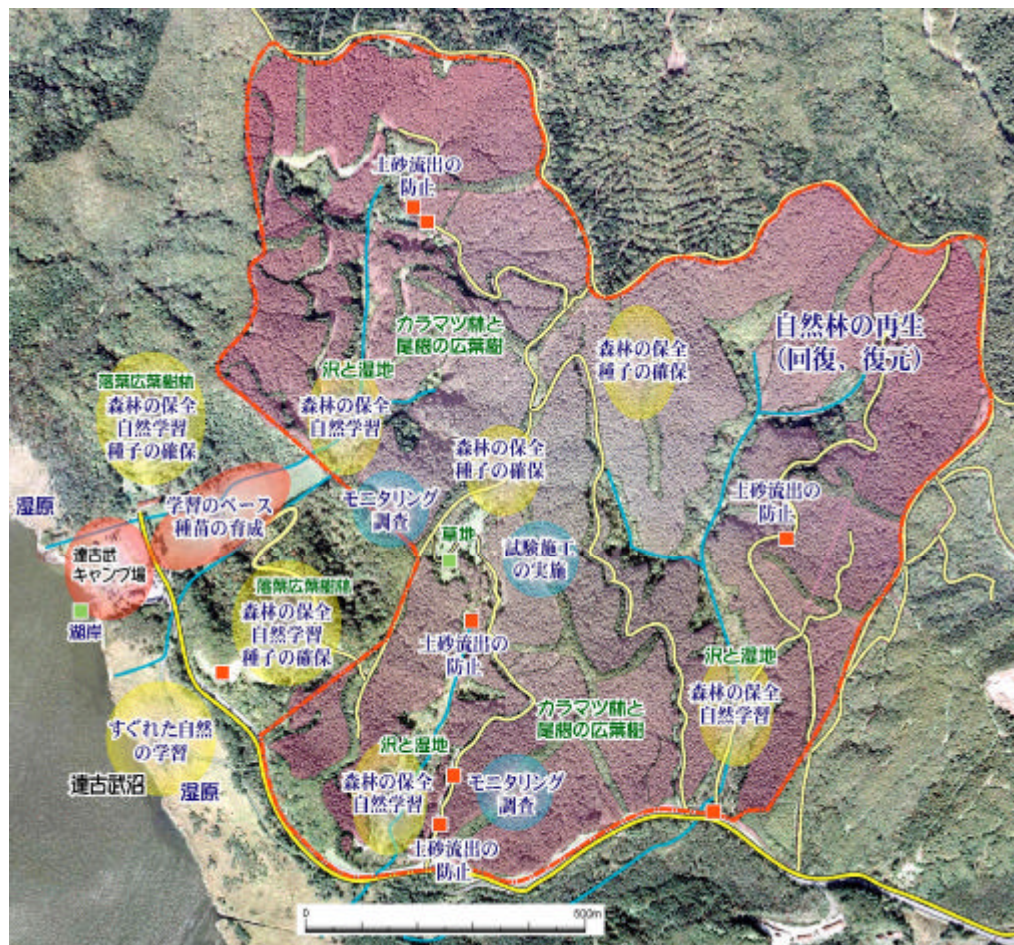 土砂流出の
防止
カラマツ林と
尾根の広葉樹
自然林の再生
(回復、復元)
森林の保全
種子の確保
沢と湿地
森林の保全
自然学習
落葉広葉樹林
森林の保全
自然学習
種子の確保
森林の保全
種子の確保
湿原
学習のベース
種苗の育成
モニタリング
調査
土砂流出の
防止
草地
試験施工
の実施
達古武
キャンプ場
湖岸
落葉広葉樹林
森林の保全
自然学習
種子の確保
土砂流出の
防止
沢と湿地
森林の保全
自然学習
すぐれた自然
の学習
達古武沼
湿原
カラマツ林と
尾根の広葉樹
沢と湿地
森林の保全
自然学習
モニタリング
調査
土砂流出の
防止
0 500m